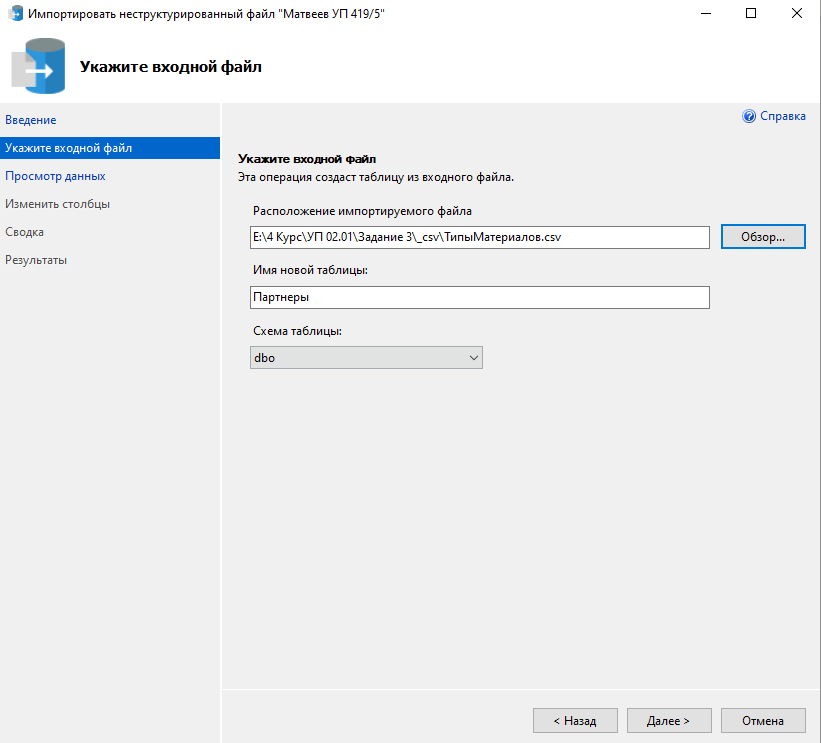 Импортировать неструктурированный файл "Матвеев УП 419/5"
Укажите входной файл
Введение
Укажите входной файл
Просмотр данных
Изменить столбцы
Сводка
Результаты
Справка
Укажите входной файл
Эта операция создаст таблицу из входного файла.
Расположение импортируемого файла
E:\4 Курс\УП 02.01\Задание 3\_csv\ТипыМатериалов.csv
Обзор...
Имя новой таблицы:
Партнеры
Схема таблицы:
dbo
< Назад
Далее >
Отмена